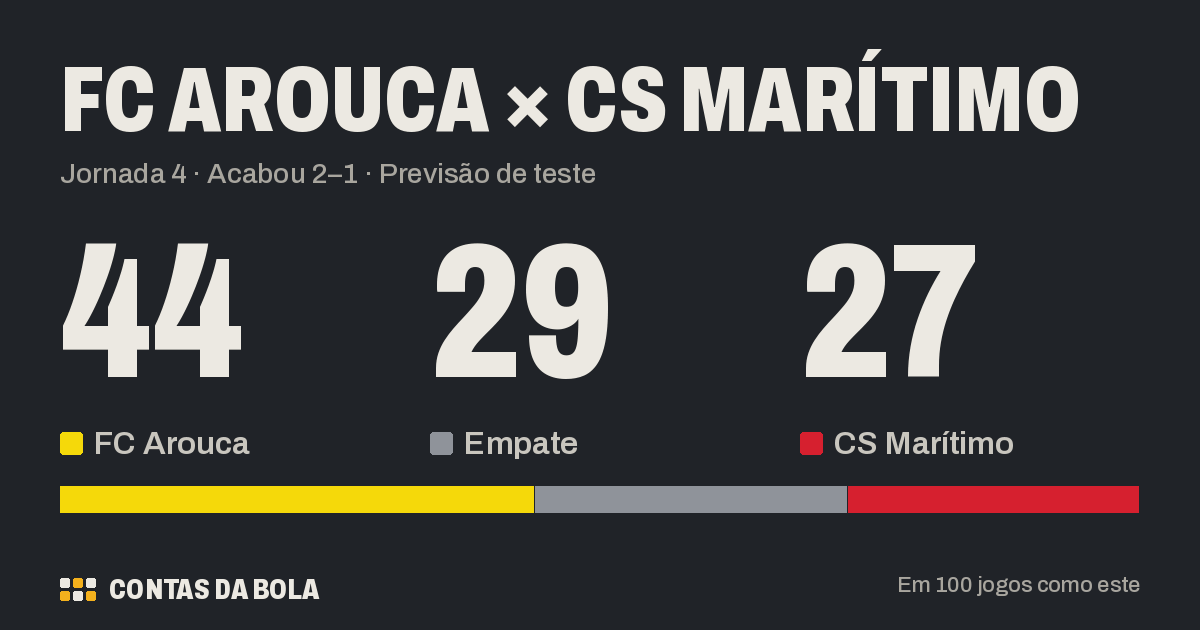 FC AROUCA × CS MARÍTIMO
Jornada 4 · Acabou 2–1 · Previsão de teste
44 29 27
FC Arouca Empate CS Marítimo
CONTAS DA BOLA
Em 100 jogos como este